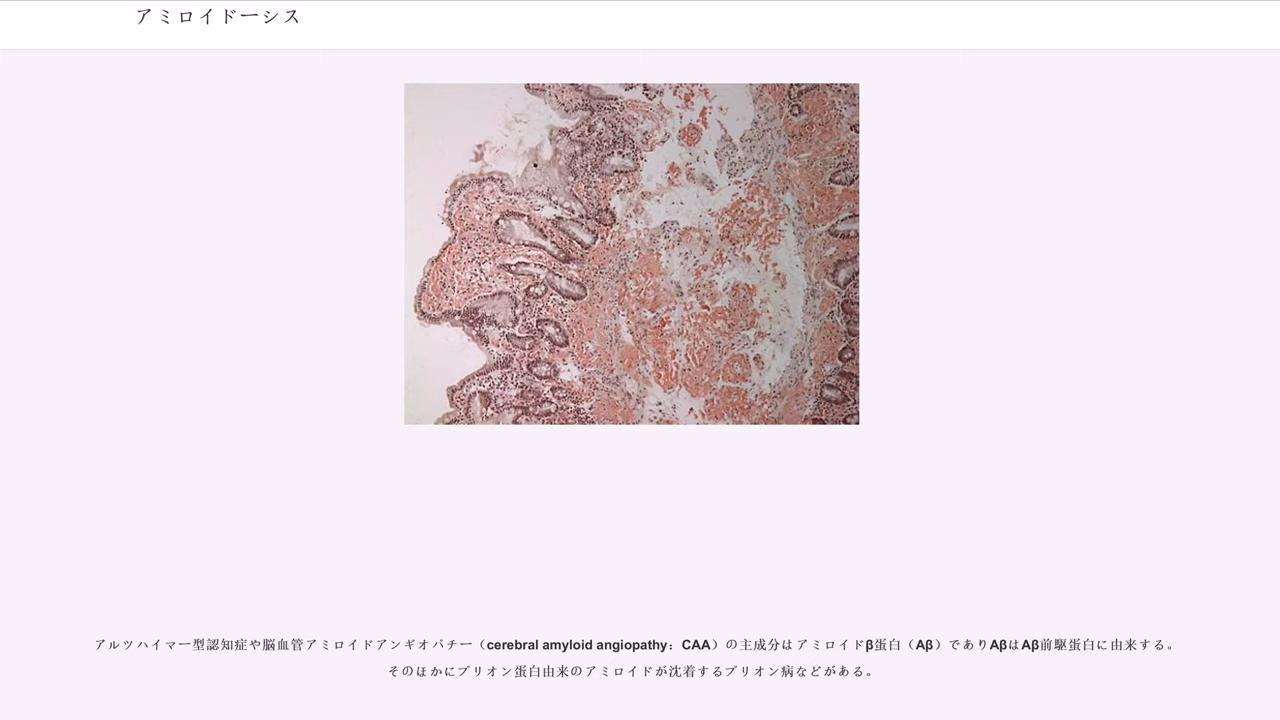 アミロイドーシス
アルツハイマー型認知症や脳血管アミロイドアンギオパチー（cerebral amyloid angiopathy：CAA）の主成分はアミロイドβ蛋白（Aβ）でありAβはAβ前駆蛋白に由来する。
そのほかにプリオン蛋白由来のアミロイドが沈着するプリオン病などがある。